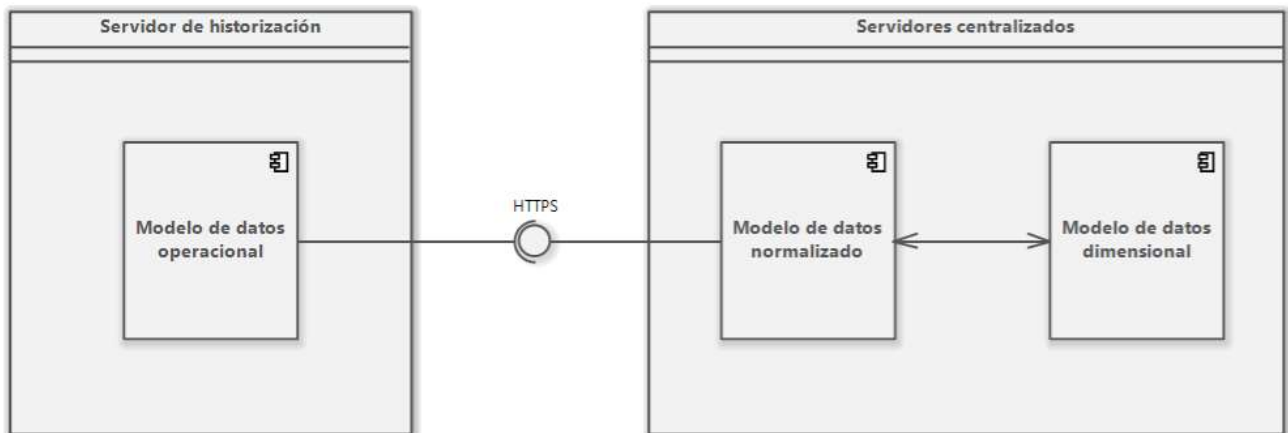 Servidor de historización
Servidores centralizados
Modelo de datos
operacional
HTTPS
Modelo de datos
normalizado
Modelo de datos
dimensional